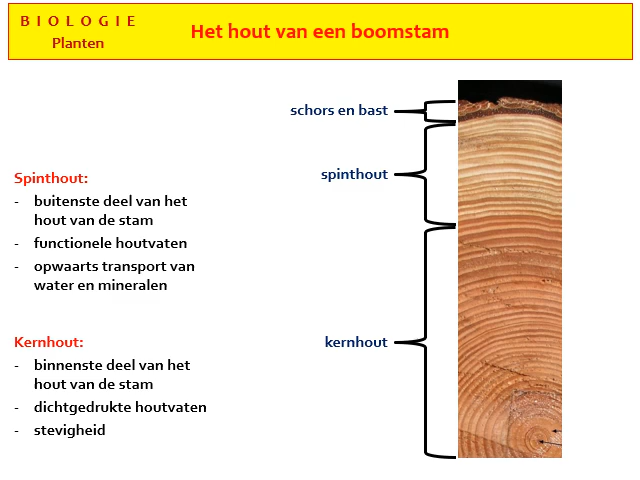 BIOLOGIE
Planten
Het hout van een boomstam
schors en bast
spinthout
Spinthout:
- buitenste deel van het
hout van de stam
- functionele houtvaten
- opwaarts transport van
water en mineralen
Kernhout:
kernhout
- binnenste deel van het
hout van de stam
- dichtgedrukte houtvaten
- stevigheid